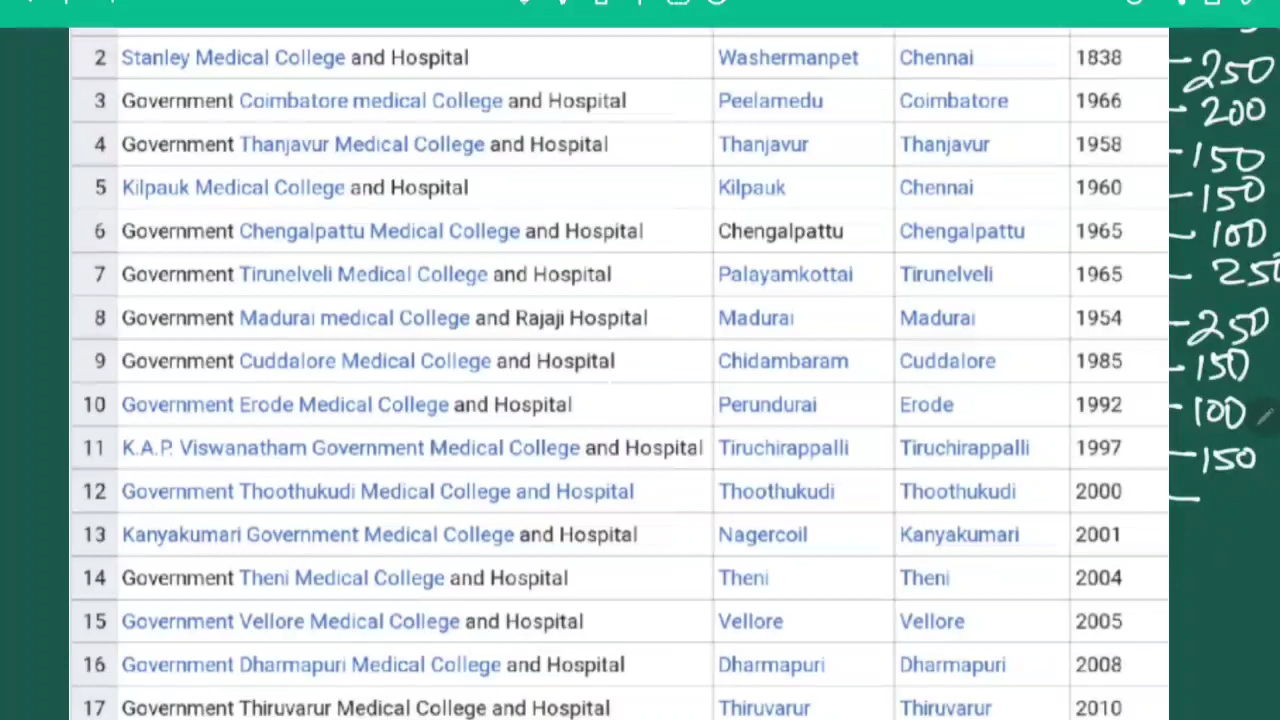 2 Stanley Medical College and Hospital Washermanpet Chennai 1838 - 250
3 Government Coimbatore medical College and Hospital Peelamedu Coimbatore 1966 - 200
4 Government Thanjavur Medical College and Hospital Thanjavur Thanjavur 1958 - 150
5 Kilpauk Medical College and Hospital Kilpauk Chennai 1960 - 150
6 Government Chengalpattu Medical College and Hospital Chengalpattu Chengalpattu 1965 - 100
7 Government Tirunelveli Medical College and Hospital Palayamkottai Tirunelveli 1965 - 250
8 Government Madurai medical College and Rajaji Hospital Madurai Madurai 1954 - 250
9 Government Cuddalore Medical College and Hospital Chidambaram Cuddalore 1985 - 150
10 Government Erode Medical College and Hospital Perundurai Erode 1992 - 100
11 K.A.P. Viswanatham Government Medical College and Hospital Tiruchirappalli Tiruchirappalli 1997 - 150
12 Government Thoothukudi Medical College and Hospital Thoothukudi Thoothukudi 2000 -
13 Kanyakumari Government Medical College and Hospital Nagercoil Kanyakumari 2001
14 Government Theni Medical College and Hospital Theni Theni 2004
15 Government Vellore Medical College and Hospital Vellore Vellore 2005
16 Government Dharmapuri Medical College and Hospital Dharmapuri Dharmapuri 2008
17 Government Thiruvarur Medical College and Hospital Thiruvarur Thiruvarur 2010